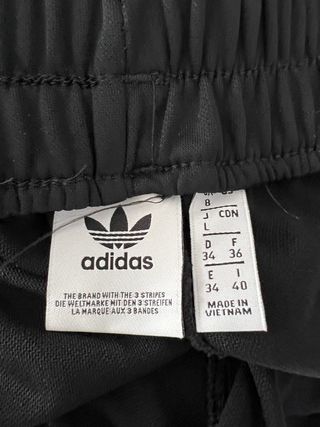 adidas
THE BRAND WITH THE 3 STRIPES
DIE WELTMARKE MIT DEN 3 STREIFEN
LA MARQUE AUX 3 BANDES
8
J CDN
L
D F
34 36
E I
34 40
MADE IN
VIETNAM